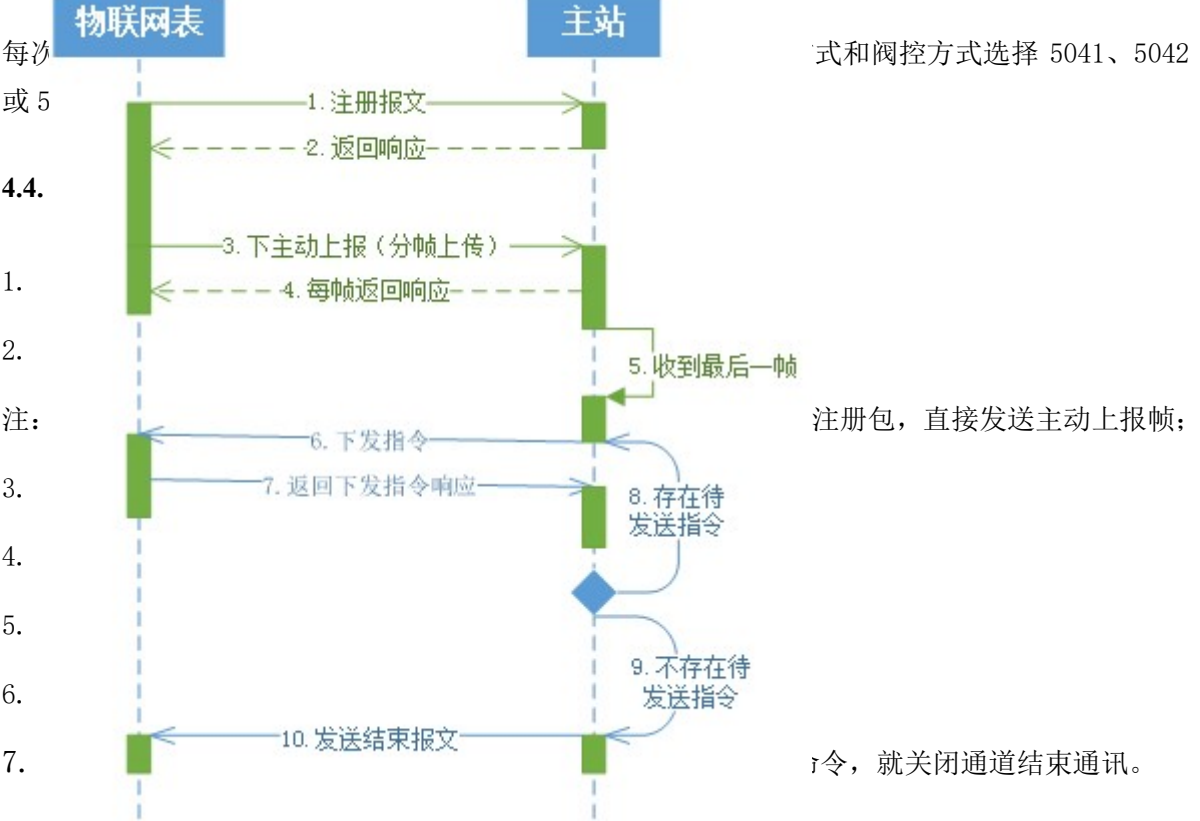 物联网表
主站
每次
式和阀控方式选择 5041、5042
或 5
1.注册报文
2.返回响应
4.4.
3.下主动上报（分帧上传）
1.
4.每帧返回响应
2.
5.收到最后一帧
注：
注册包，直接发送主动上报帧；
6.下发指令
7.返回下发指令响应
3.
8.存在待
发送指令
4.
5.
9.不存在待
发送指令
6.
10.发送结束报文
7.
令，就关闭通道结束通讯。